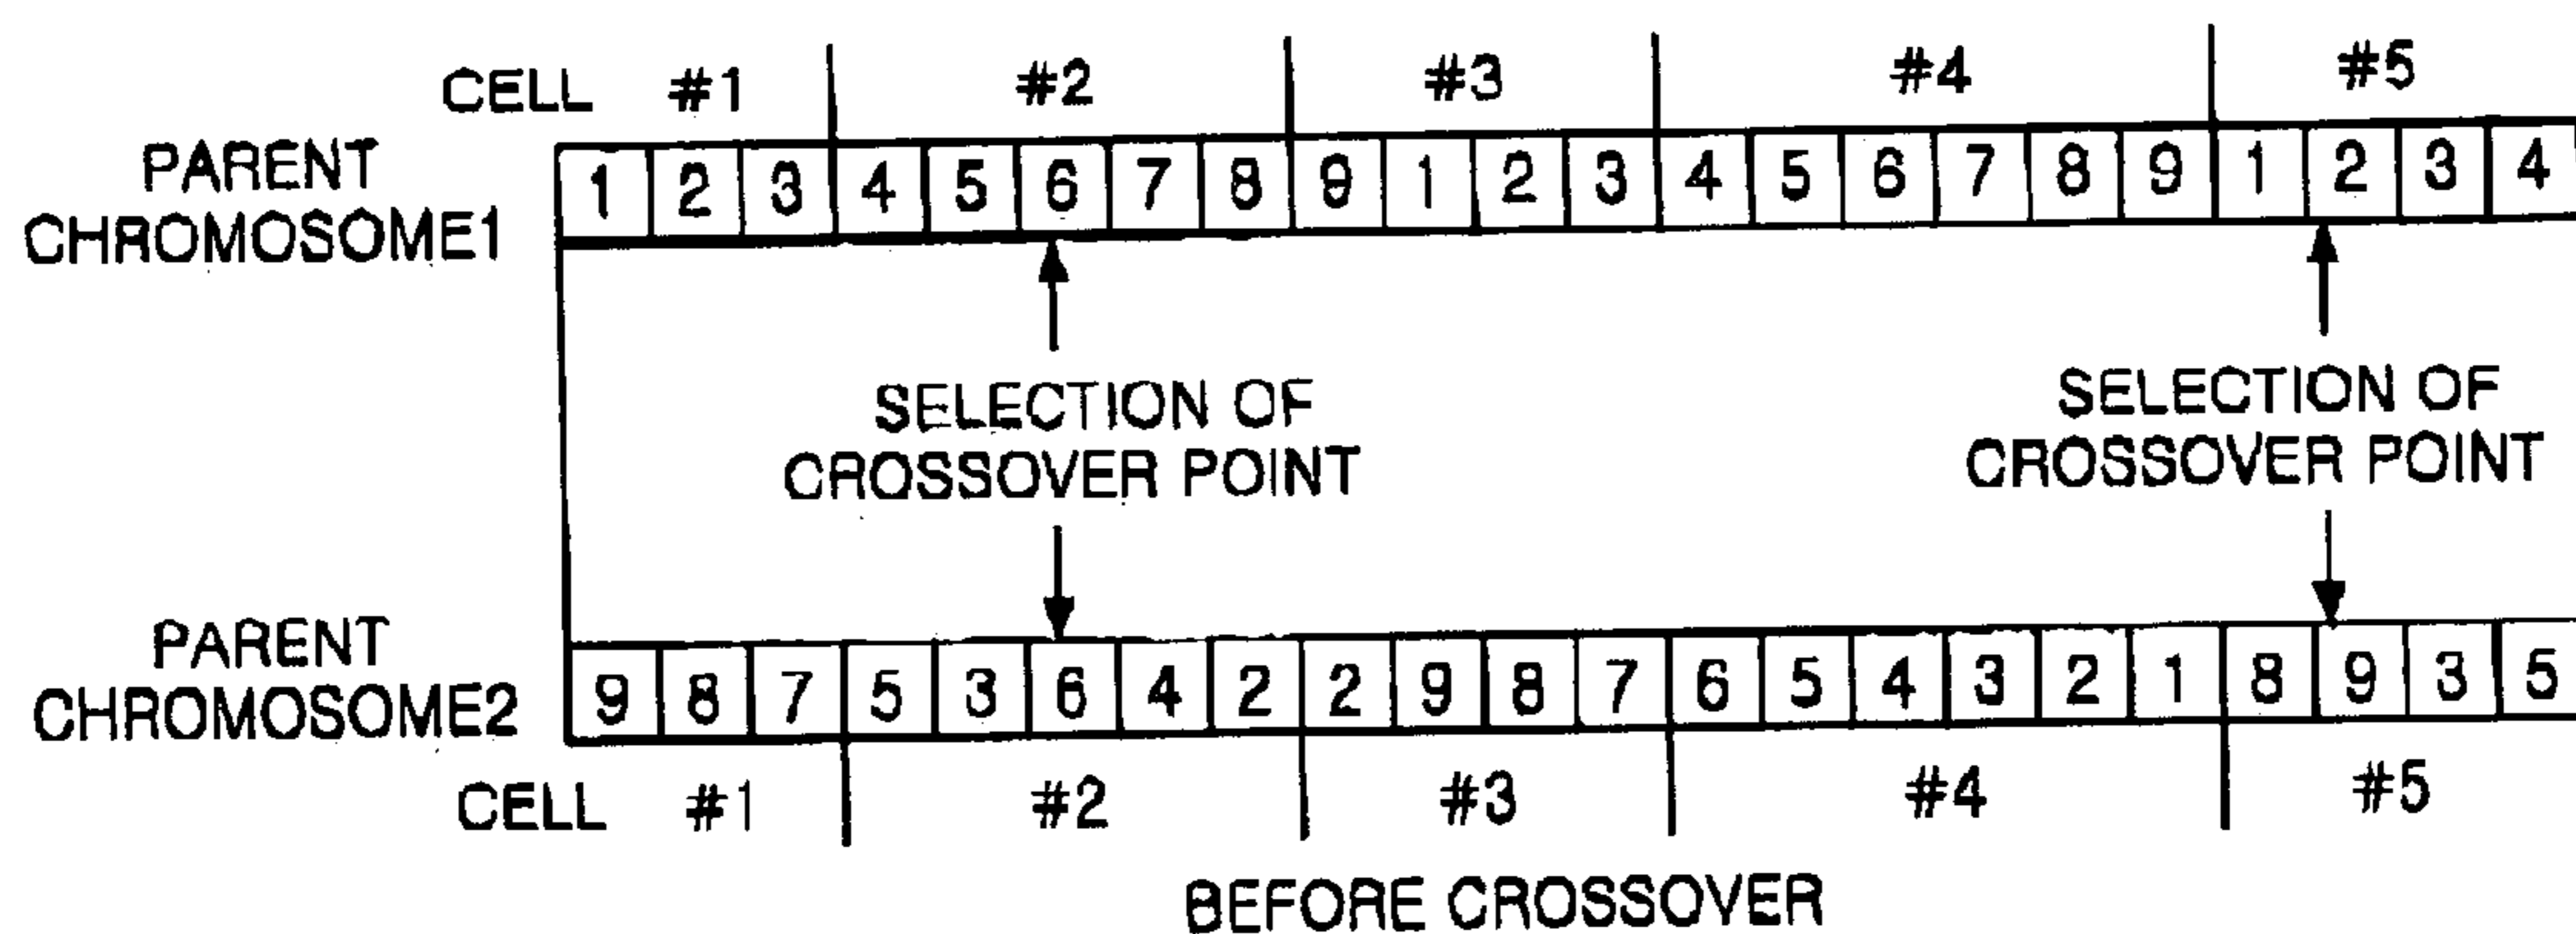 CELL #1 #2 #3 #4 #5
PARENT
CHROMOSOME1
1 2 3 4 5 6 7 8 9 1 2 3 4 5 6 7 8 9 1 2 3 4
SELECTION OF
CROSSOVER POINT
SELECTION OF
CROSSOVER POINT
PARENT
CHROMOSOME2
9 8 7 5 3 6 4 2 2 9 8 7 6 5 4 3 2 1 8 9 3 5
CELL #1 #2 #3 #4 #5
BEFORE CROSSOVER